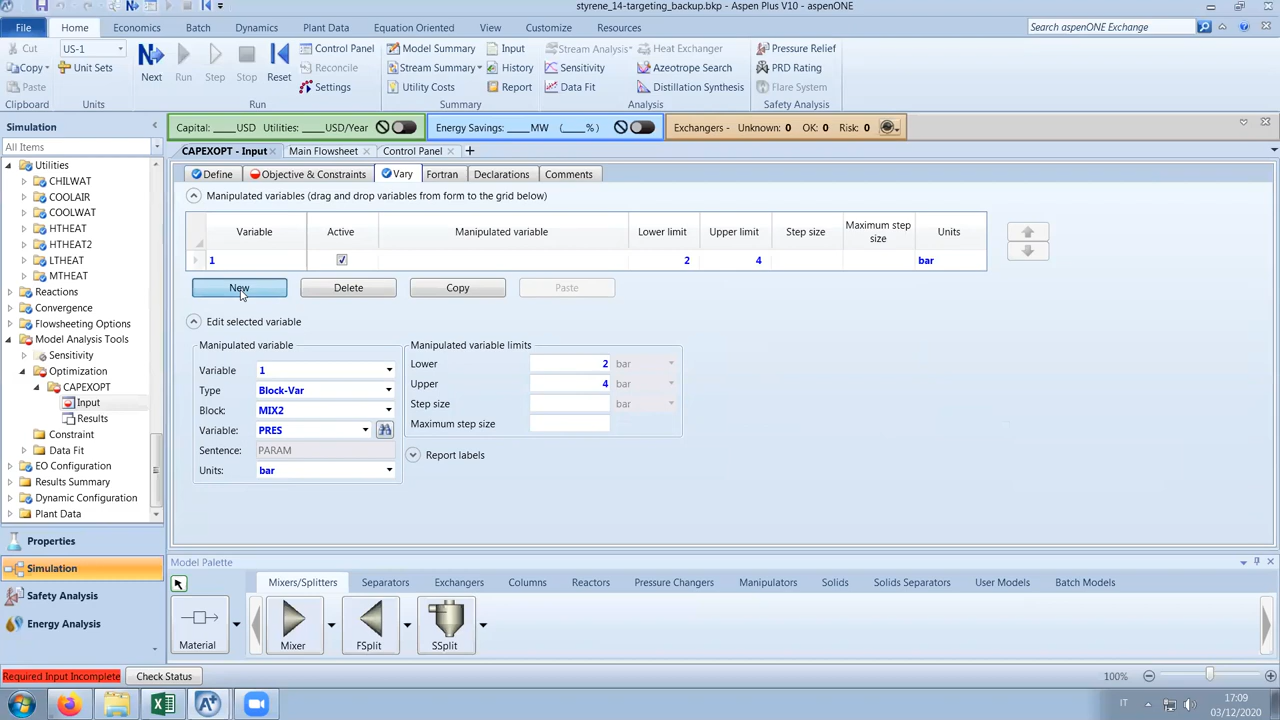 styrene_14-targeting_backup.bkp - Aspen Plus V10 - aspenONE
File Home Economics Batch Dynamics Plant Data Equation Oriented View Customize Resources Search aspenONE Exchange
Cut US-1 Control Panel Model Summary Input Stream Analysis Heat Exchanger Pressure Relief
Copy Unit Sets Next Run Step Stop Reset Reconcile Stream Summary History Sensitivity Azeotrope Search PRD Rating
Paste Settings Utility Costs Report Data Fit Distillation Synthesis Flare System
Clipboard Units Run Summary Analysis Safety Analysis
Simulation Capital: ____USD Utilities: ____USD/Year Energy Savings: ____MW (____%) Exchangers - Unknown: 0 OK: 0 Risk: 0
All Items CAPEXOPT - Input Main Flowsheet Control Panel
Utilities
CHILWAT
COOLAIR
COOLWAT
HTHEAT
HTHEAT2
LTHEAT
MTHEAT
Reactions
Convergence
Flowsheeting Options
Model Analysis Tools
Sensitivity
Optimization
CAPEXOPT
Input
Results
Constraint
Data Fit
EO Configuration
Results Summary
Dynamic Configuration
Plant Data
Properties
Simulation
Safety Analysis
Energy Analysis
Define Objective & Constraints Vary Fortran Declarations Comments
Manipulated variables (drag and drop variables from form to the grid below)
Variable Active Manipulated variable Lower limit Upper limit Step size Maximum step size Units
1 2 4 bar
New Delete Copy Paste
Edit selected variable
Manipulated variable Manipulated variable limits
Variable 1 Lower 2 bar
Type Block-Var Upper 4 bar
Block: MIX2 Step size bar
Variable: PRES Maximum step size
Sentence: PARAM Report labels
Units: bar
Model Palette
Mixers/Splitters Separators Exchangers Columns Reactors Pressure Changers Manipulators Solids Solids Separators User Models Batch Models
Material Mixer FSplit SSplit
Required Input Incomplete Check Status 100%
IT 17:09
03/12/2020